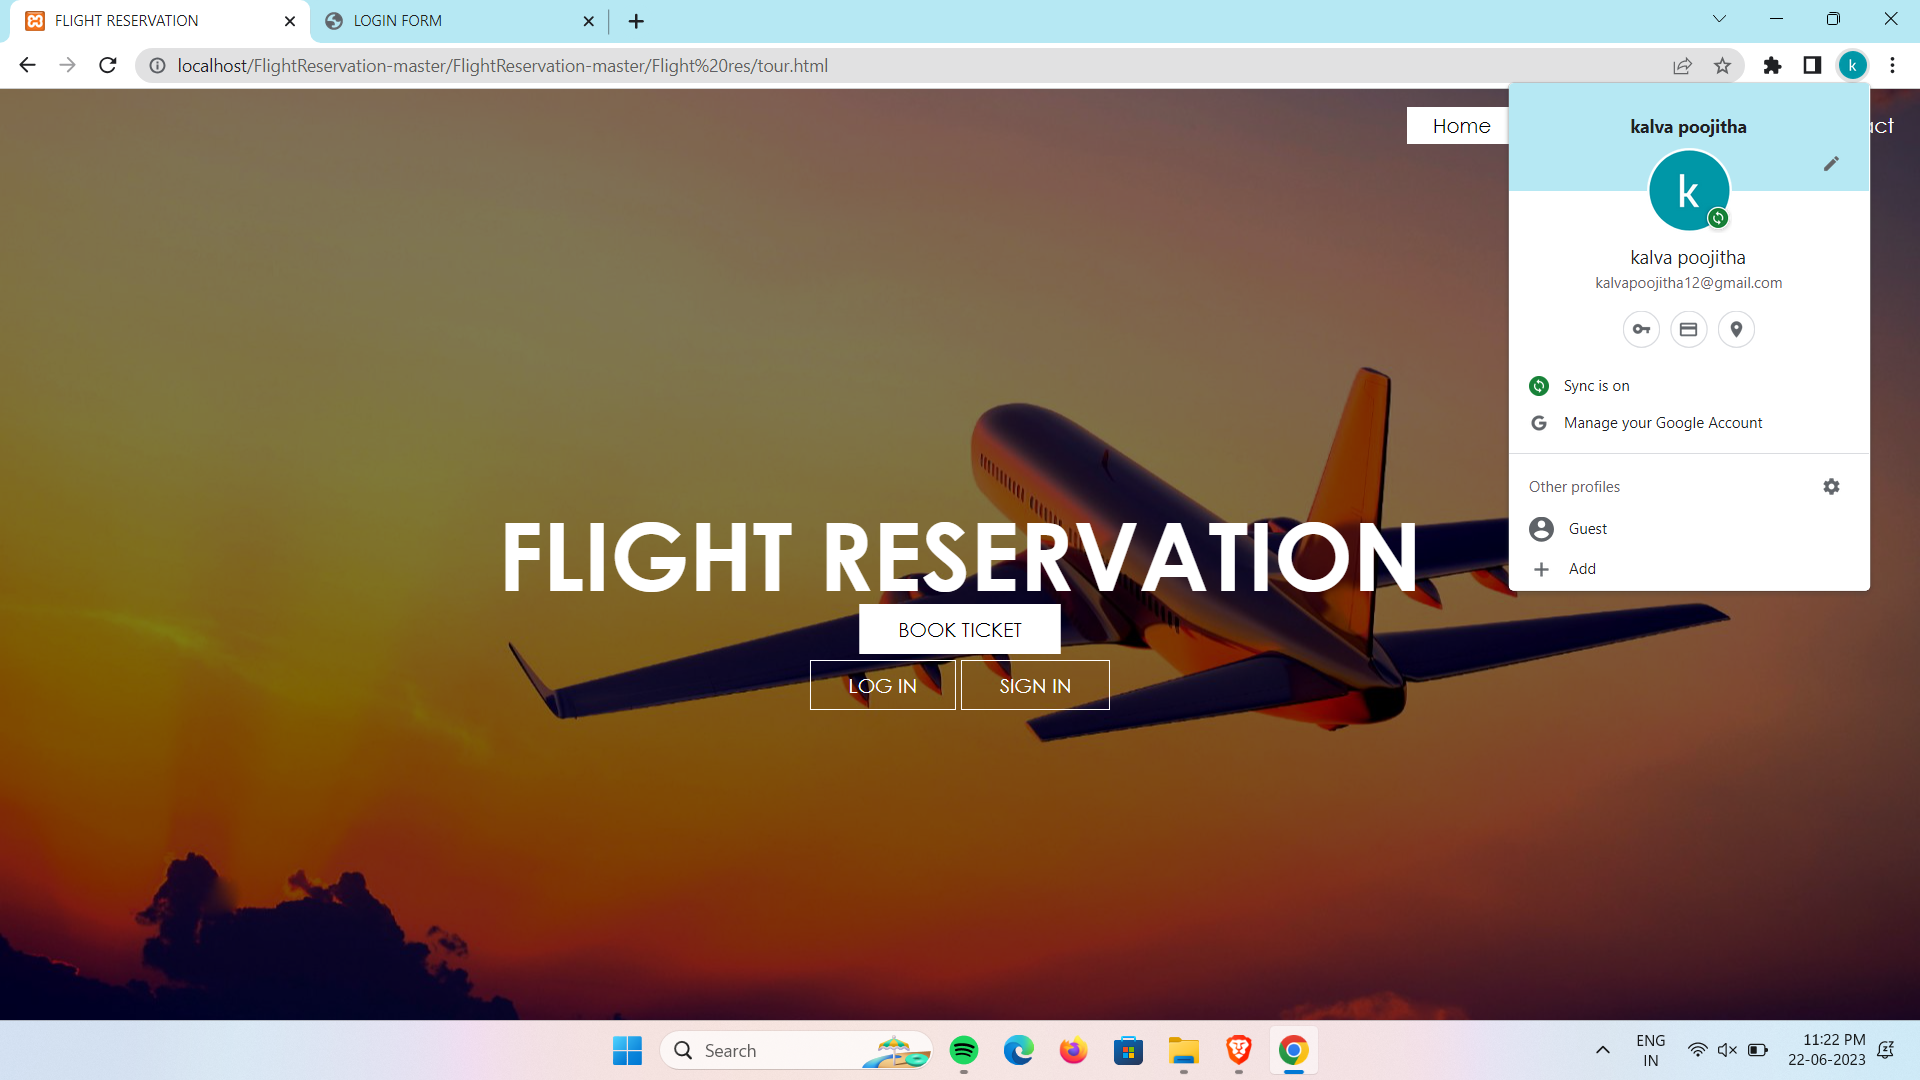 FLIGHT RESERVATION
LOGIN FORM
localhost/FlightReservation-master/FlightReservation-master/Flight%20res/tour.html
k
Home
act
kalva poojitha
k
kalva poojitha
kalvapoojitha12@gmail.com
Sync is on
G Manage your Google Account
Other profiles
Guest
Add
FLIGHT RESERVATION
BOOK TICKET
LOG IN SIGN IN
Search
ENG
IN
11:22 PM
22-06-2023